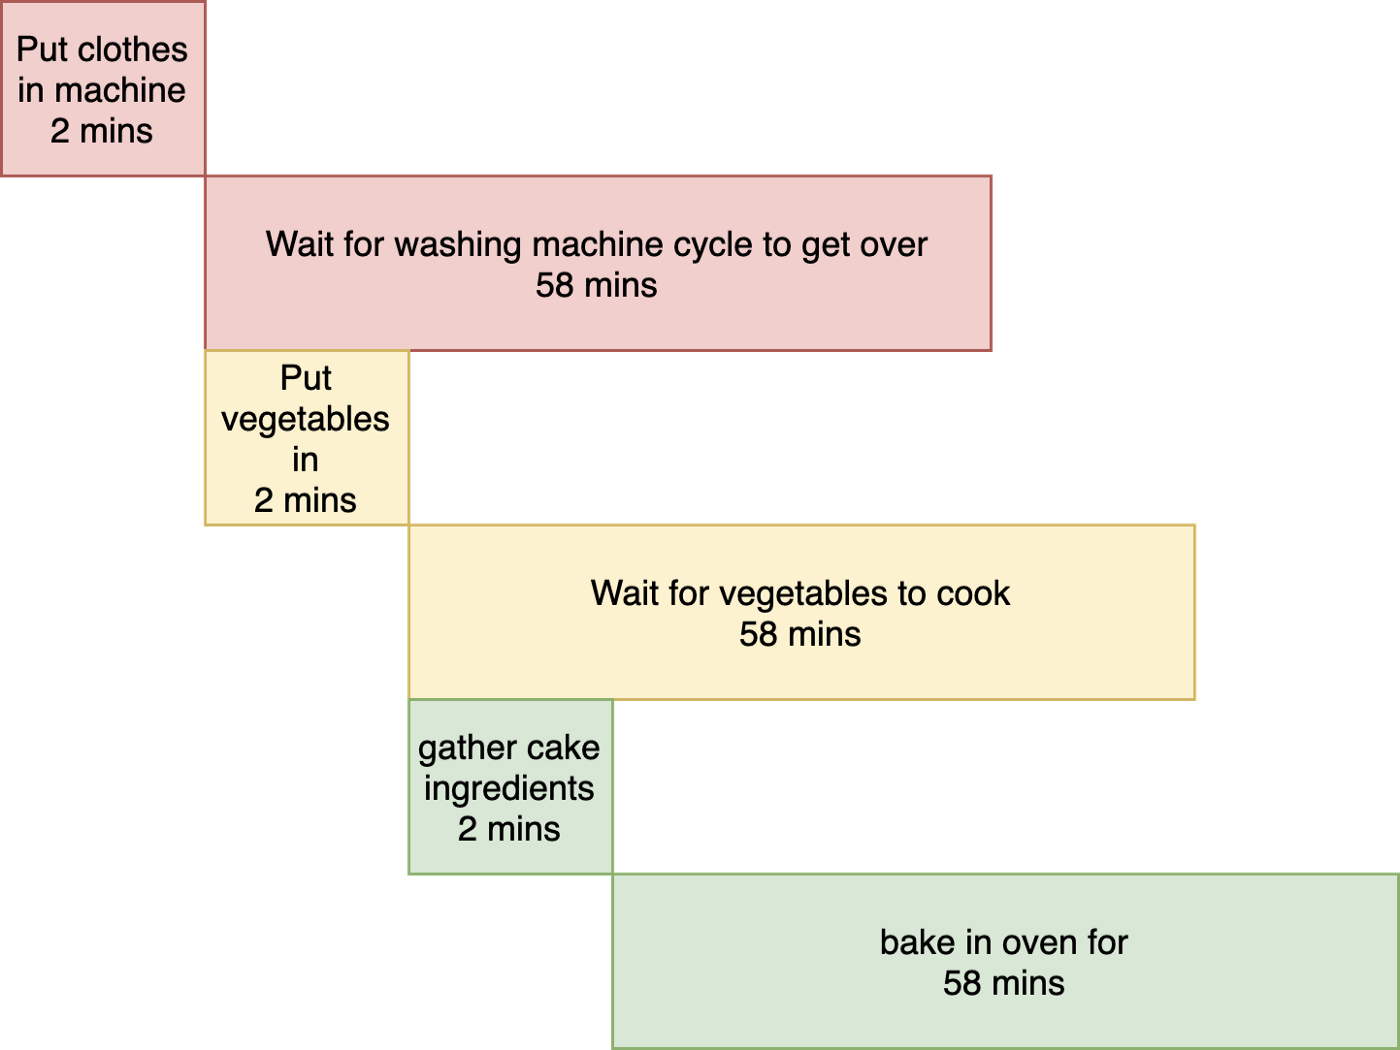 Put clothes
in machine
2 mins
Wait for washing machine cycle to get over
58 mins
Put
vegetables
in
2 mins
Wait for vegetables to cook
58 mins
gather cake
ingredients
2 mins
bake in oven for
58 mins